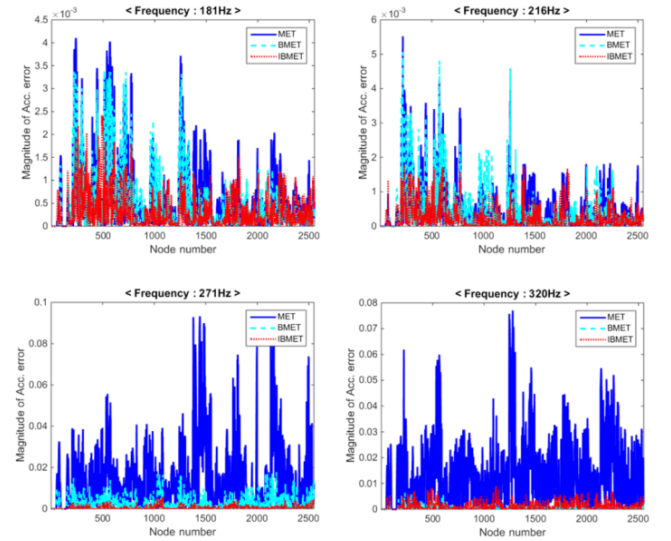 < Frequency : 181Hz >
×10⁻³
4.5
4
3.5
3
2.5
2
1.5
1
0.5
0
Magnitude of Acc. error
500 1000 1500 2000 2500
Node number
MET
BMET
IBMET
< Frequency : 216Hz >
×10⁻³
6
5
4
3
2
1
0
Magnitude of Acc. error
500 1000 1500 2000 2500
Node number
MET
BMET
IBMET
< Frequency : 271Hz >
0.1
0.08
0.06
0.04
0.02
0
Magnitude of Acc. error
500 1000 1500 2000 2500
Node number
MET
BMET
IBMET
< Frequency : 320Hz >
0.08
0.07
0.06
0.05
0.04
0.03
0.02
0.01
0
Magnitude of Acc. error
500 1000 1500 2000 2500
Node number
MET
BMET
IBMET